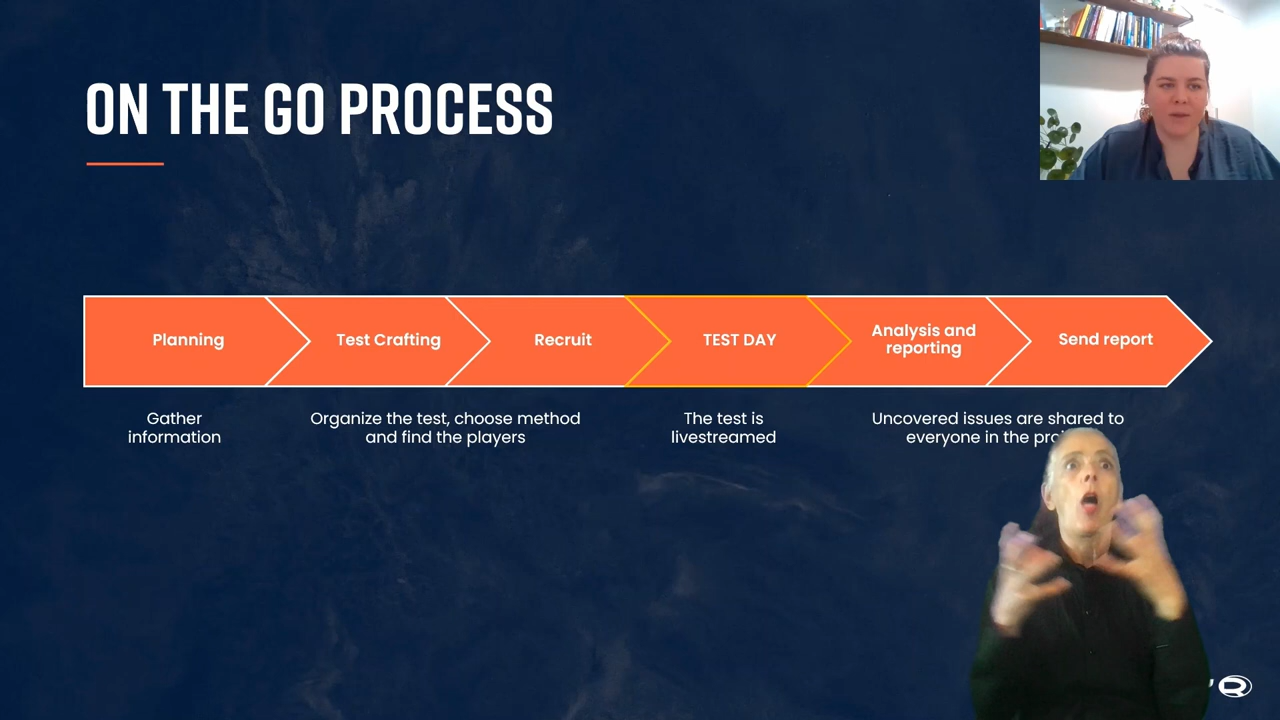 ON THE GO PROCESS
Planning
Test Crafting
Recruit
TEST DAY
Analysis and
reporting
Send report
Gather
information
Organize the test, choose method
and find the players
The test is
livestreamed
Uncovered issues are shared to
everyone in the